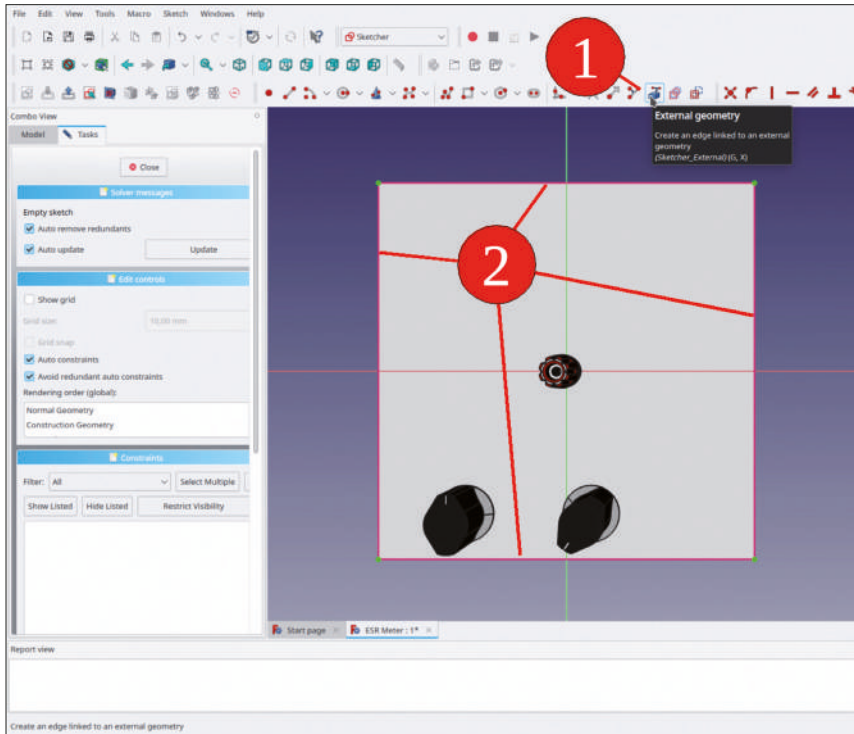 File Edit View Tools Macro Sketch Windows Help
Sketcher
1
External geometry
Create an edge linked to an external
geometry
(Sketcher_External) (G, X)
Combo View
Model Tasks
Close
Solver messages
Empty sketch
Auto remove redundants
Auto update Update
Edit controls
Show grid
Grid size: 10,00 mm
Grid snap
Auto constraints
Avoid redundant auto constraints
Rendering order (global):
Normal Geometry
Construction Geometry
Constraints
Filter: All Select Multiple
Show Listed Hide Listed Restrict Visibility
2
Start page ESR Meter : 1*
Report view
Create an edge linked to an external geometry